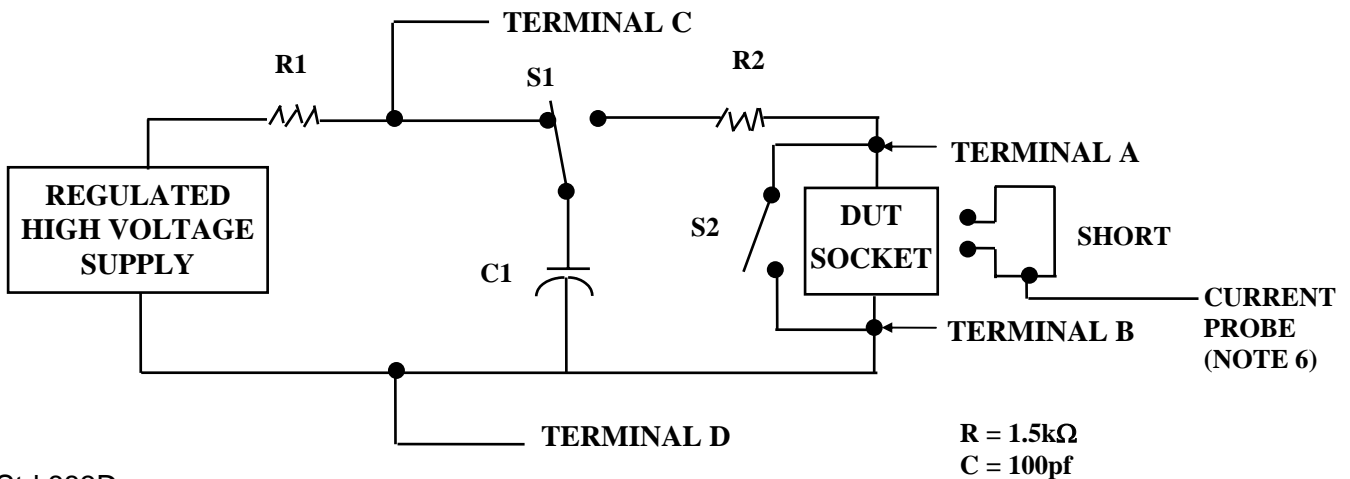 TERMINAL C
R1
S1
R2
TERMINAL A
REGULATED
HIGH VOLTAGE
SUPPLY
S2
DUT
SOCKET
SHORT
C1
CURRENT
PROBE
(NOTE 6)
TERMINAL B
TERMINAL D
R = 1.5kΩ
C = 100pf